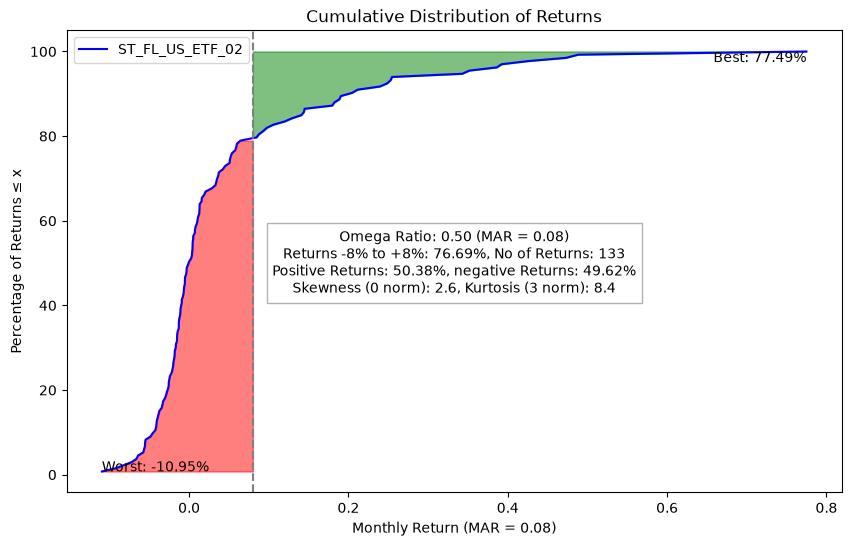 Cumulative Distribution of Returns
ST_FL_US_ETF_02
Best: 77.49%
100
80
60
40
20
0
Percentage of Returns ≤ x
Omega Ratio: 0.50 (MAR = 0.08)
Returns -8% to +8%: 76.69%, No of Returns: 133
Positive Returns: 50.38%, negative Returns: 49.62%
Skewness (0 norm): 2.6, Kurtosis (3 norm): 8.4
Worst: -10.95%
0.0
0.2
0.4
0.6
0.8
Monthly Return (MAR = 0.08)